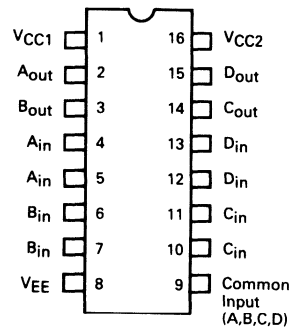 VCC1 1 16 VCC2
Aout 2 15 Dout
Bout 3 14 Cout
Ain 4 13 Din
Ain 5 12 Din
Bin 6 11 Cin
Bin 7 10 Cin
VEE 8 9 Common
Input
(A,B,C,D)